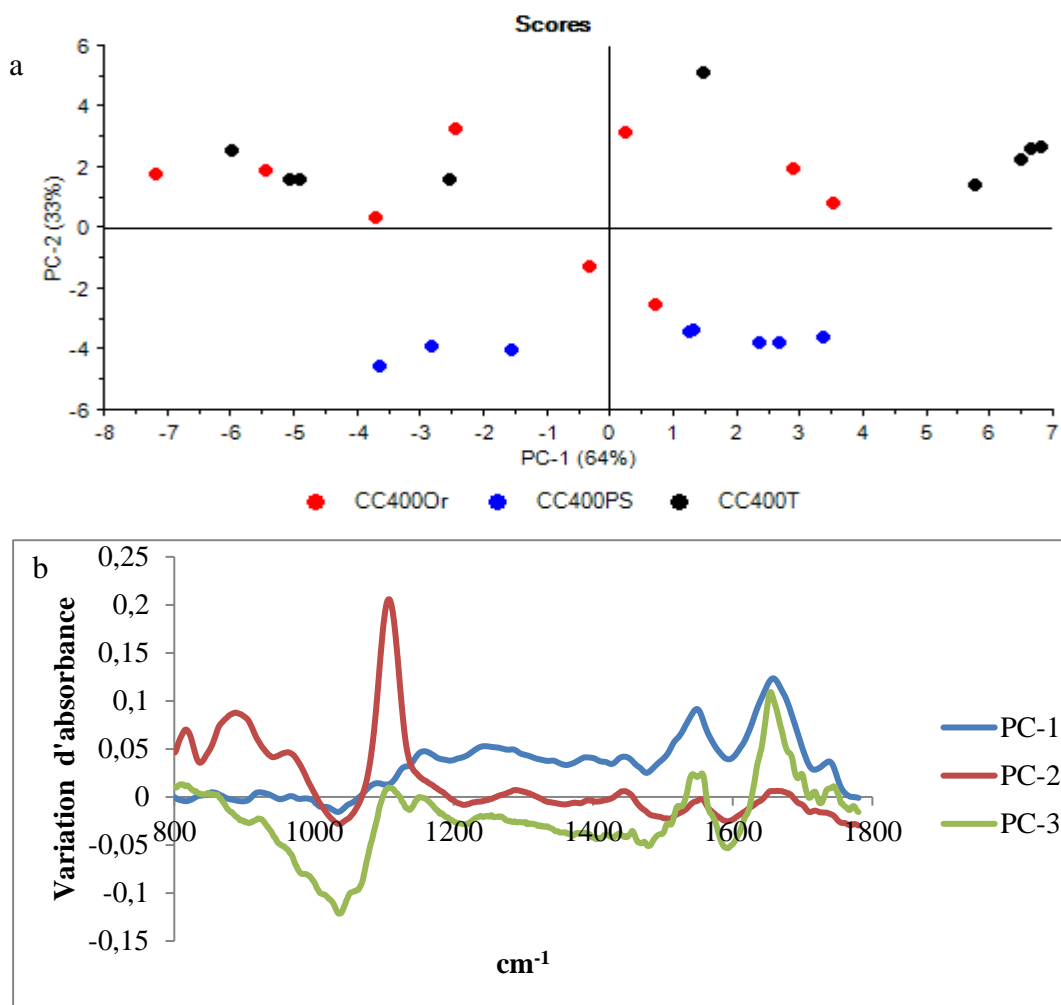 Scores
a
6
4
2
0
-2
-4
-6
PC-2 (33%)
-8 -7 -6 -5 -4 -3 -2 -1 0 1 2 3 4 5 6 7
PC-1 (64%)
CC400Or CC400PS CC400T
b
0,25
0,2
0,15
0,1
0,05
0
-0,05
-0,1
-0,15
Variation d'absorbance
800 1000 1200 1400 1600 1800
cm-1
PC-1
PC-2
PC-3